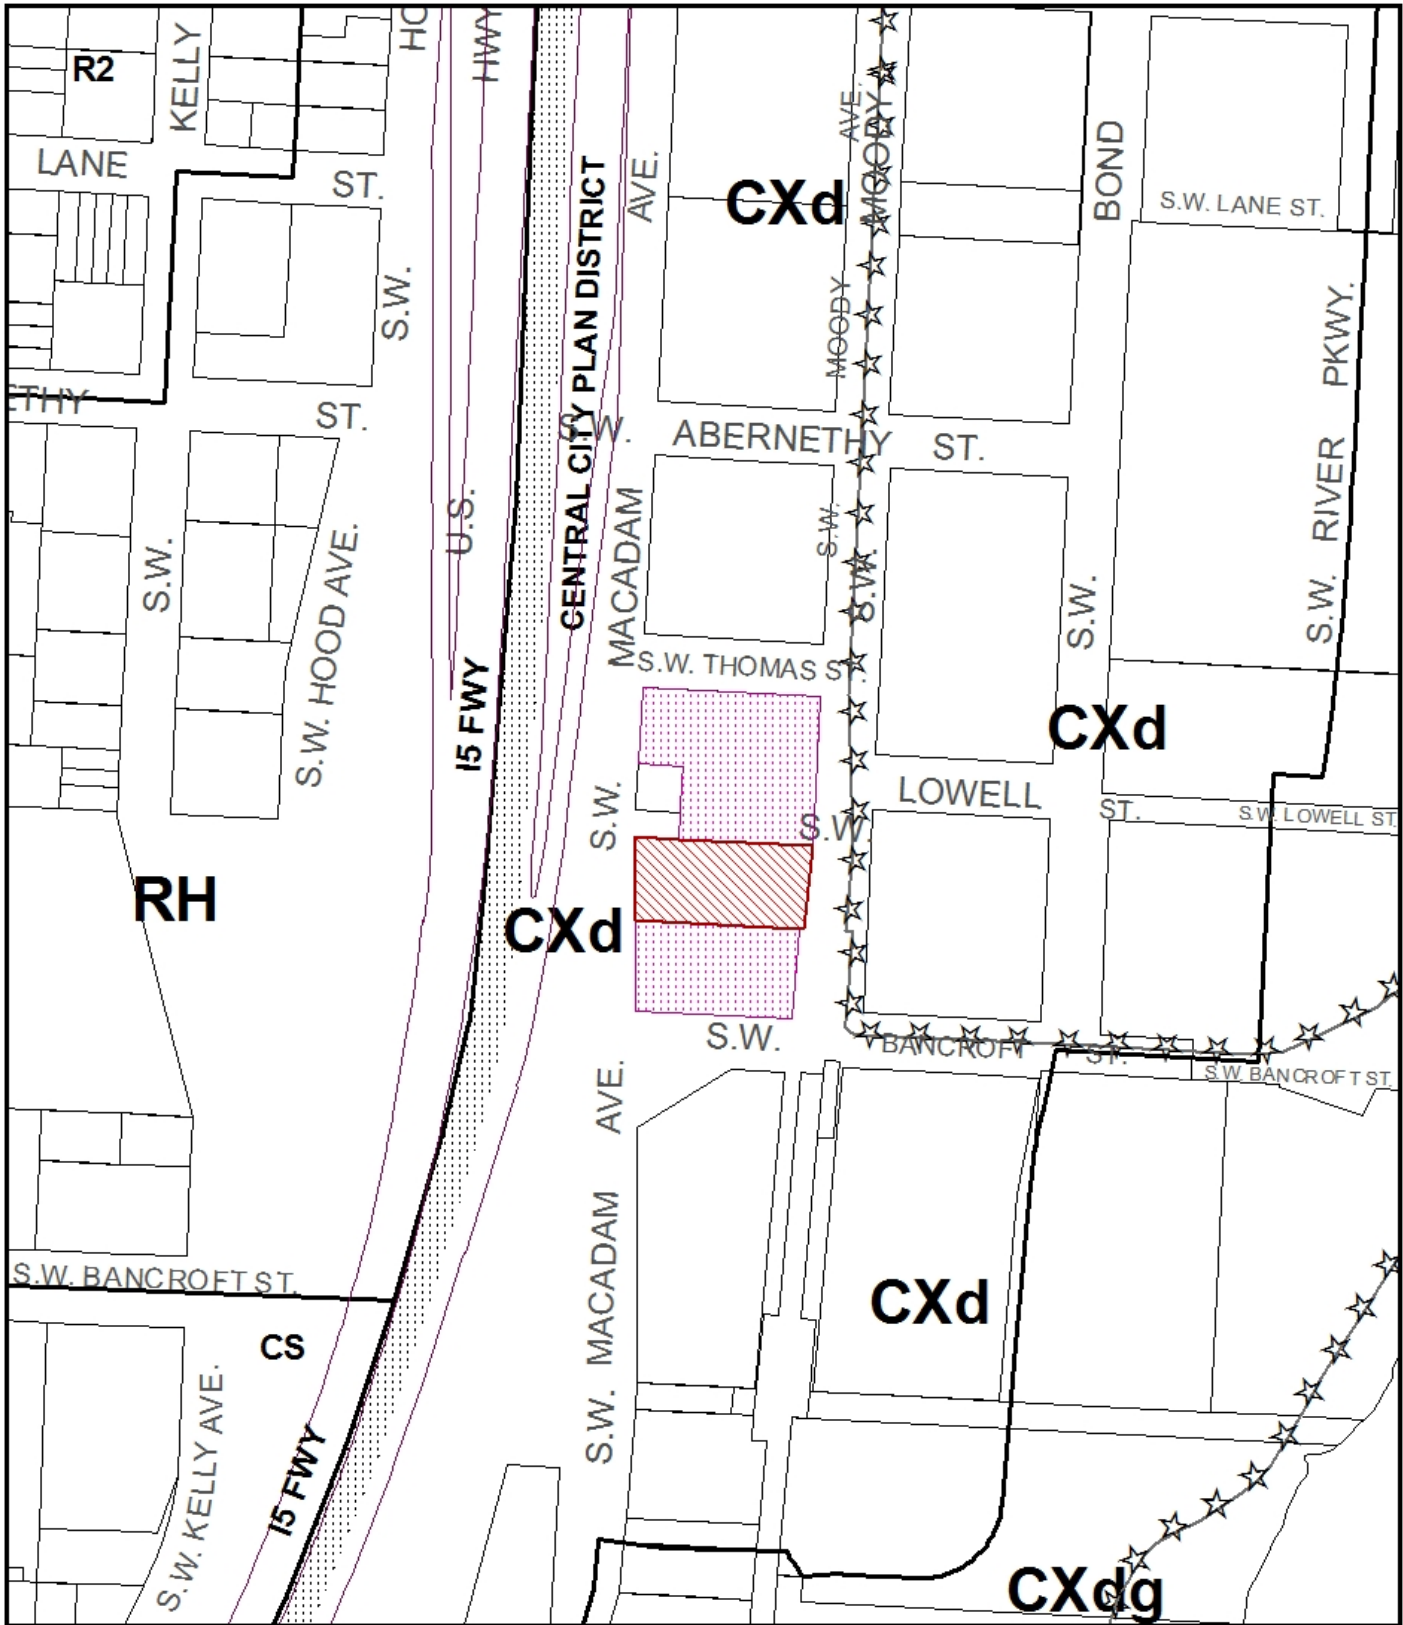 R2
KELLY
HWY
LANE
ST.
S.W.
AVE.
CXd
AVE.
MOODY
BOND
S.W. LANE ST.
CENTRAL CITY PLAN DISTRICT
MOODY
S.W. RIVER PKWY.
ETHY
ST.
S.W. ABERNETHY ST.
U.S.
S.W.
S.W. HOOD AVE.
MACADAM
S.W.
S.W.
S.W.
S.W. THOMAS ST.
I5 FWY
CXd
S.W.
S.W. LOWELL ST.
S.W. LOWELL ST.
RH
CXd
S.W. BANCROFT ST.
S.W. BANCROFT ST.
S.W. MACADAM AVE.
S.W. BANCROFT ST.
CXd
CS
S.W. KELLY AVE.
I5 FWY
CXdg